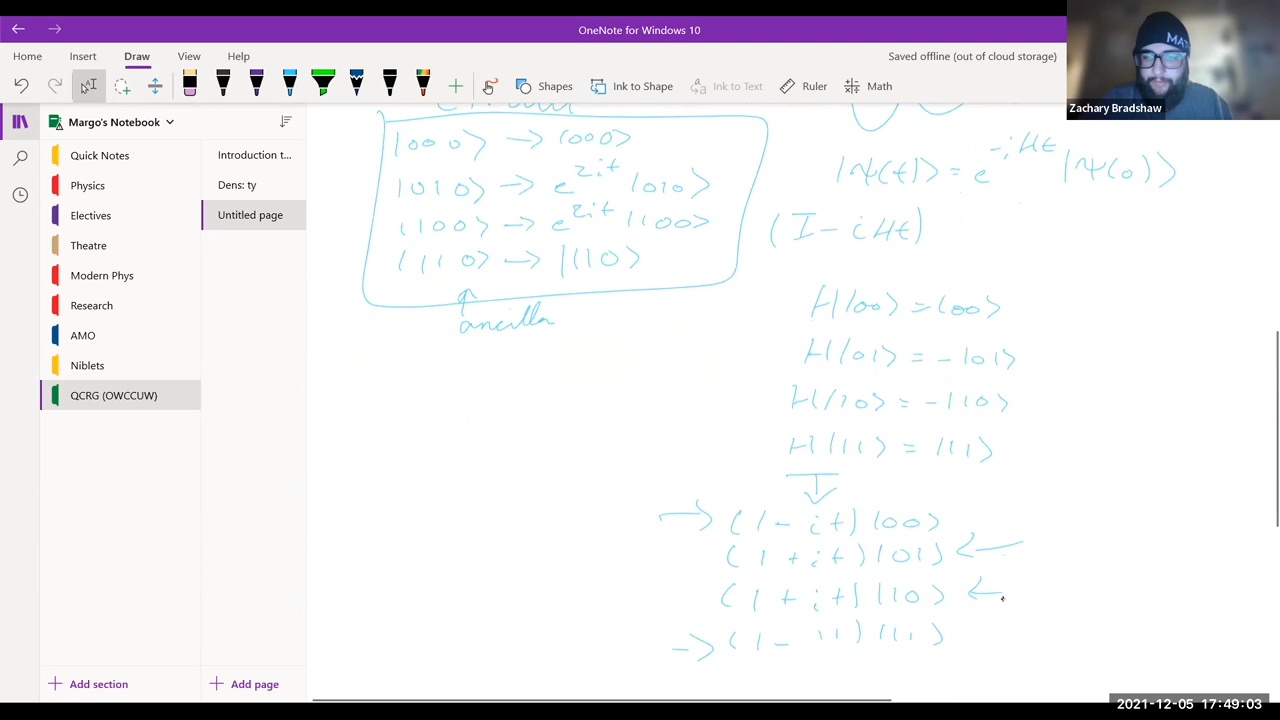 OneNote for Windows 10
Home Insert Draw View Help
Saved offline (out of cloud storage)
Shapes Ink to Shape Ink to Text Ruler Math
Zachary Bradshaw
Margo's Notebook
Quick Notes
Physics
Electives
Theatre
Modern Phys
Research
AMO
Niblets
QCRG (OWCCUW)
Introduction t...
Dens: ty
Untitled page
|000⟩ → |000⟩
|010⟩ → e^{2it} |010⟩
|100⟩ → e^{2it} |100⟩
|110⟩ → |110⟩
↑
ancilla
|Ψ(t)⟩ = e^{-iHt} |Ψ(0)⟩
(I - iHt)
H|00⟩ = |00⟩
H|01⟩ = -|01⟩
H|10⟩ = -|10⟩
H|11⟩ = |11⟩
↓
→ (1 - it) |00⟩
(1 + it) |01⟩ ←
(1 + it) |10⟩ ←
→ (1 - ıı) |11⟩
+ Add section
+ Add page
2021-12-05 17:49:03